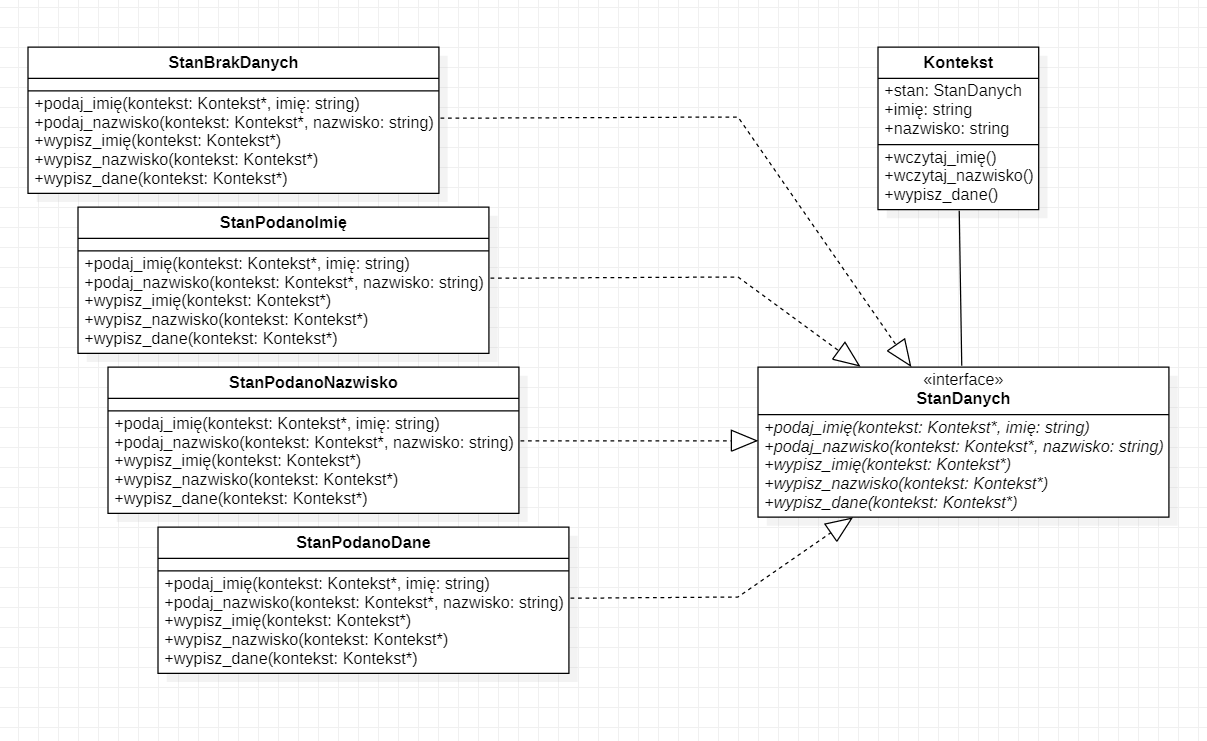 StanBrakDanych
+podaj_imię(kontekst: Kontekst*, imię: string)
+podaj_nazwisko(kontekst: Kontekst*, nazwisko: string)
+wypisz_imię(kontekst: Kontekst*)
+wypisz_nazwisko(kontekst: Kontekst*)
+wypisz_dane(kontekst: Kontekst*)
Kontekst
+stan: StanDanych
+imię: string
+nazwisko: string
+wczytaj_imię()
+wczytaj_nazwisko()
+wypisz_dane()
StanPodanoImię
+podaj_imię(kontekst: Kontekst*, imię: string)
+podaj_nazwisko(kontekst: Kontekst*, nazwisko: string)
+wypisz_imię(kontekst: Kontekst*)
+wypisz_nazwisko(kontekst: Kontekst*)
+wypisz_dane(kontekst: Kontekst*)
StanPodanoNazwisko
+podaj_imię(kontekst: Kontekst*, imię: string)
+podaj_nazwisko(kontekst: Kontekst*, nazwisko: string)
+wypisz_imię(kontekst: Kontekst*)
+wypisz_nazwisko(kontekst: Kontekst*)
+wypisz_dane(kontekst: Kontekst*)
«interface»
StanDanych
+podaj_imię(kontekst: Kontekst*, imię: string)
+podaj_nazwisko(kontekst: Kontekst*, nazwisko: string)
+wypisz_imię(kontekst: Kontekst*)
+wypisz_nazwisko(kontekst: Kontekst*)
+wypisz_dane(kontekst: Kontekst*)
StanPodanoDane
+podaj_imię(kontekst: Kontekst*, imię: string)
+podaj_nazwisko(kontekst: Kontekst*, nazwisko: string)
+wypisz_imię(kontekst: Kontekst*)
+wypisz_nazwisko(kontekst: Kontekst*)
+wypisz_dane(kontekst: Kontekst*)